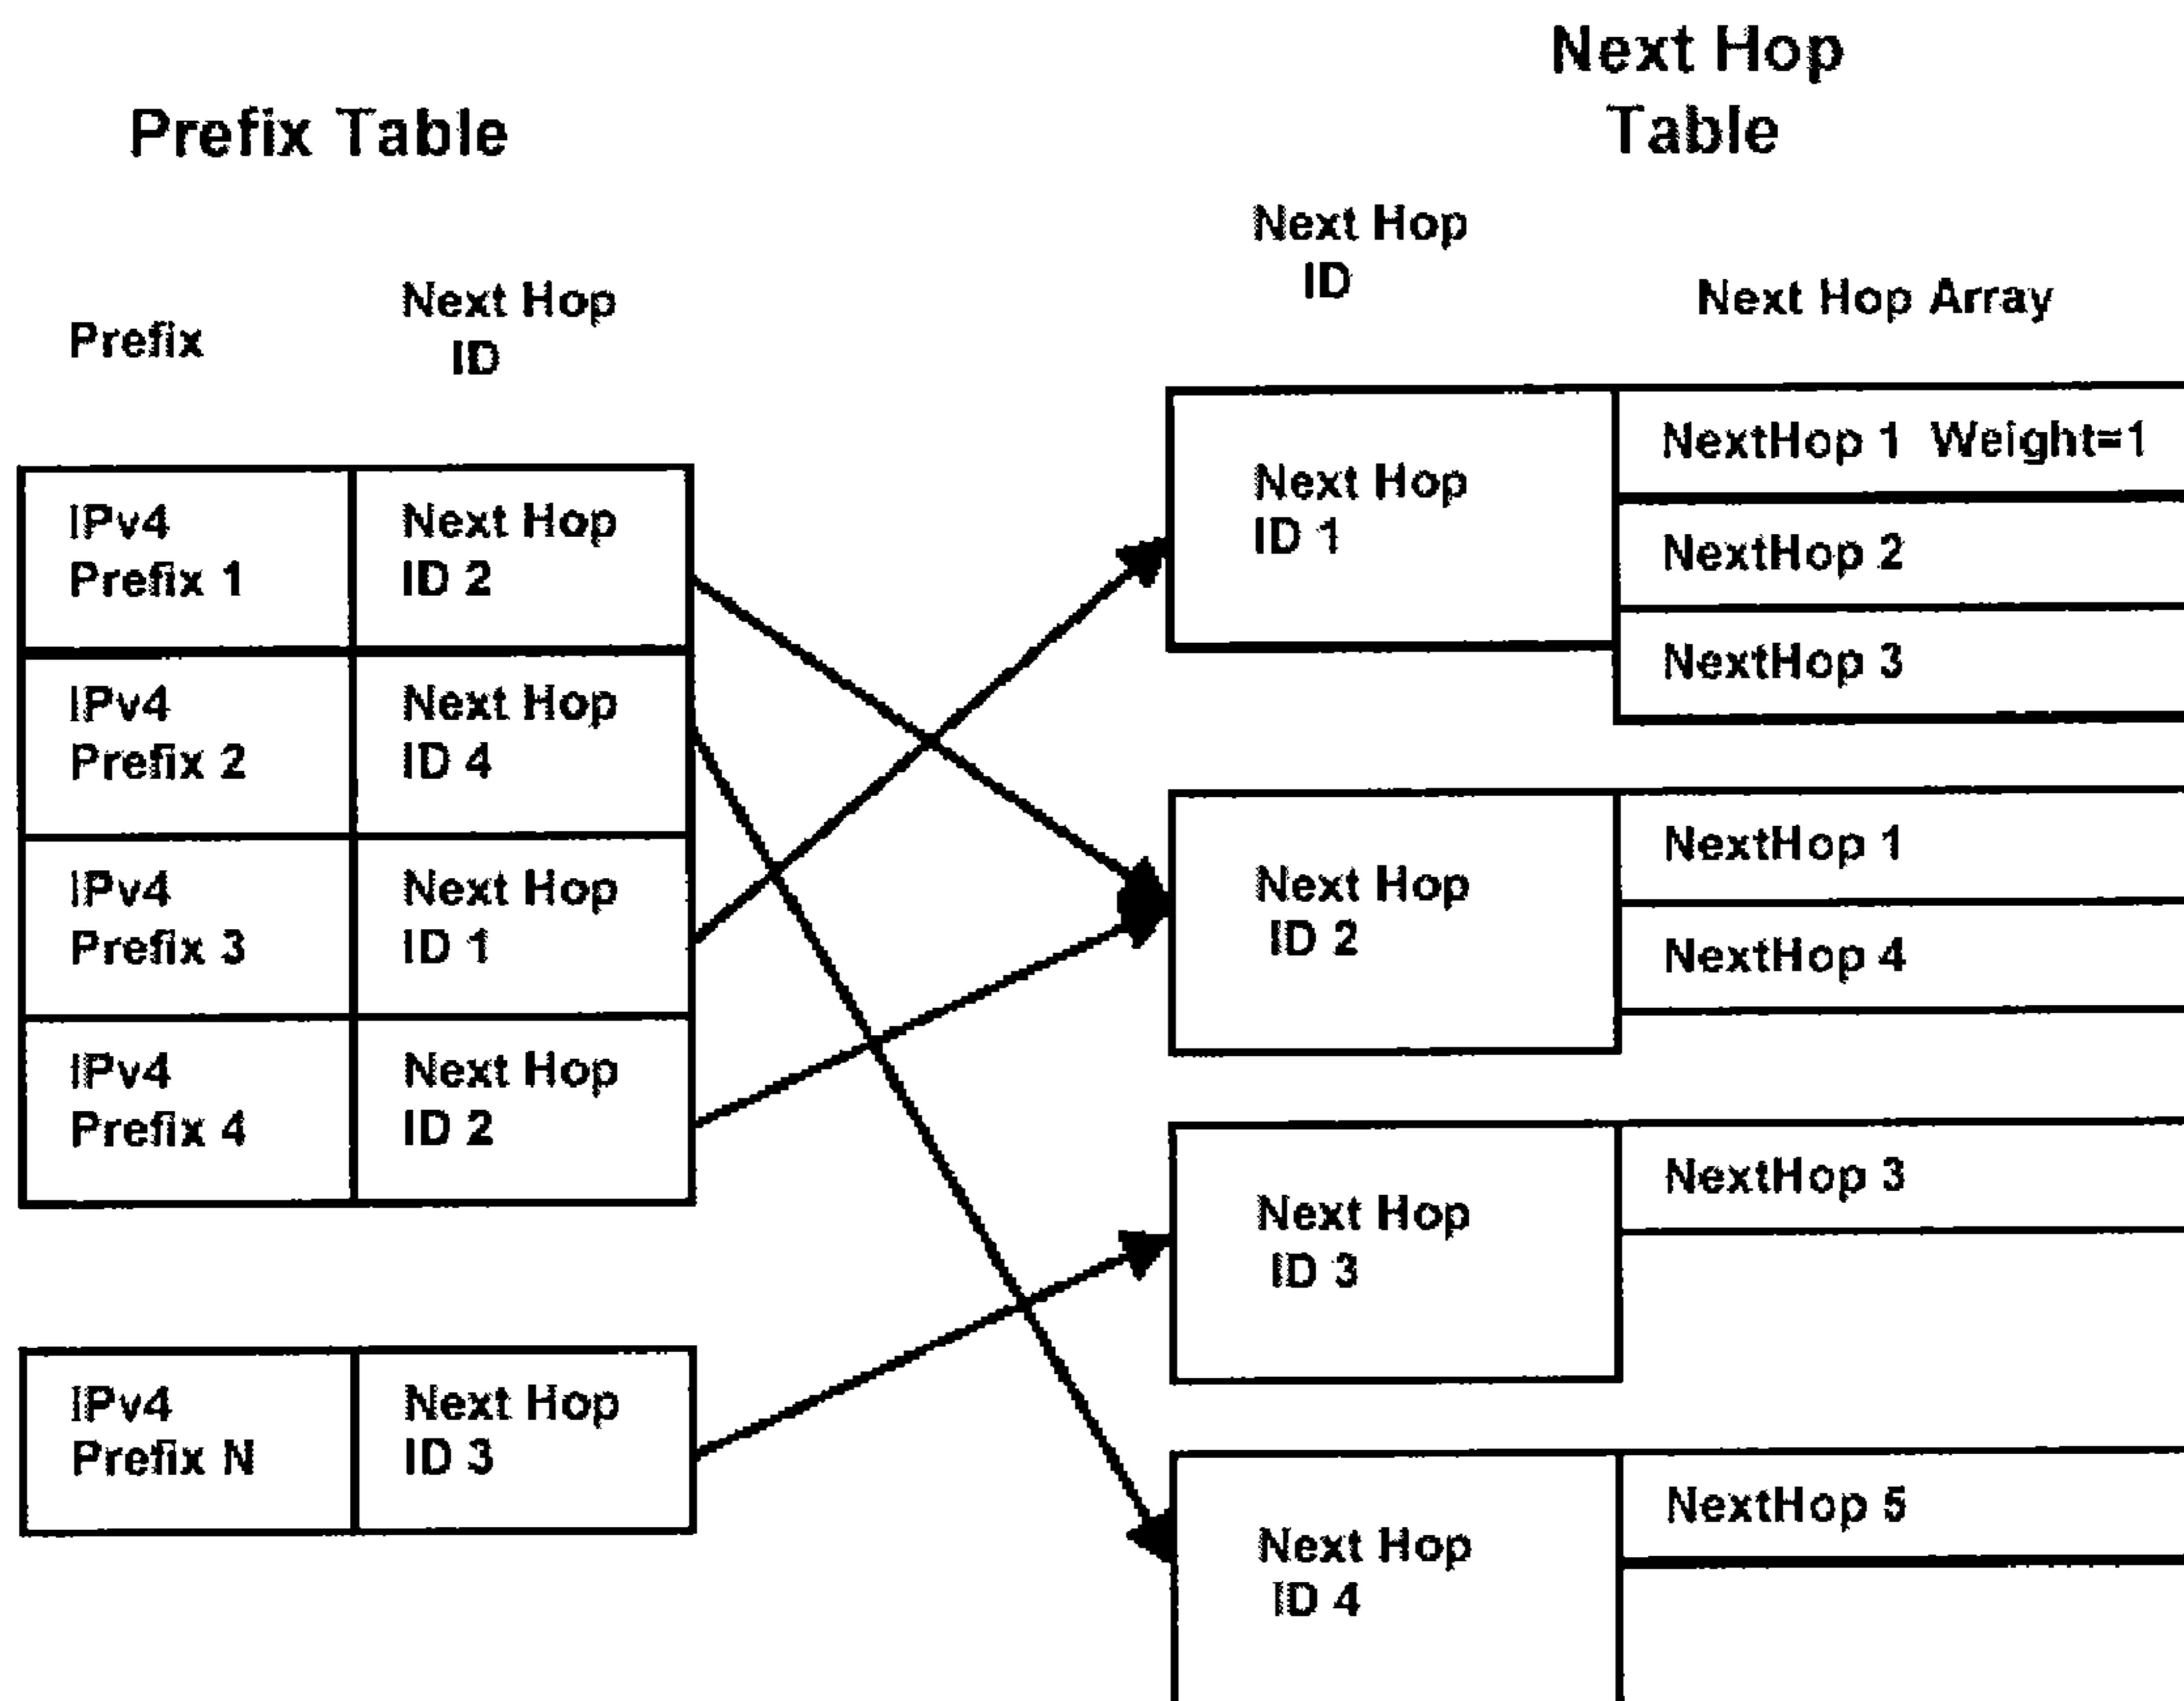 Prefix Table
Prefix
Next Hop
ID
IPv4
Prefix 1
Next Hop
ID 2
IPv4
Prefix 2
Next Hop
ID 4
IPv4
Prefix 3
Next Hop
ID 1
IPv4
Prefix 4
Next Hop
ID 2
IPv4
Prefix N
Next Hop
ID 3
Next Hop
Table
Next Hop
ID
Next Hop Array
Next Hop
ID 1
NextHop 1 Weight=1
NextHop 2
NextHop 3
Next Hop
ID 2
NextHop 1
NextHop 4
Next Hop
ID 3
NextHop 3
Next Hop
ID 4
NextHop 5